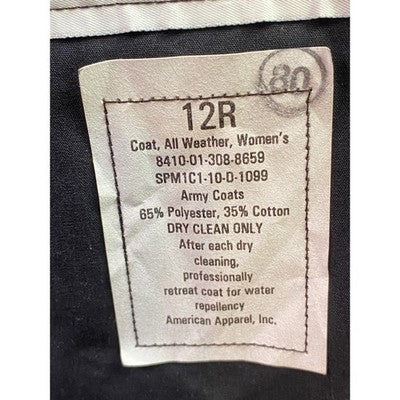 80
12R
Coat, All Weather, Women's
8410-01-308-8659
SPM1C1-10-D-1099
Army Coats
65% Polyester, 35% Cotton
DRY CLEAN ONLY
After each dry
cleaning,
professionally
retreat coat for water
repellency
American Apparel, Inc.